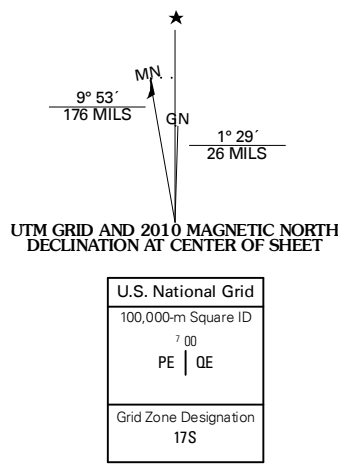 MN
9° 53´
176 MILS
GN
1° 29´
26 MILS
UTM GRID AND 2010 MAGNETIC NORTH
DECLINATION AT CENTER OF SHEET
U.S. National Grid
100,000-m Square ID
7 00
PE | QE
Grid Zone Designation
17S